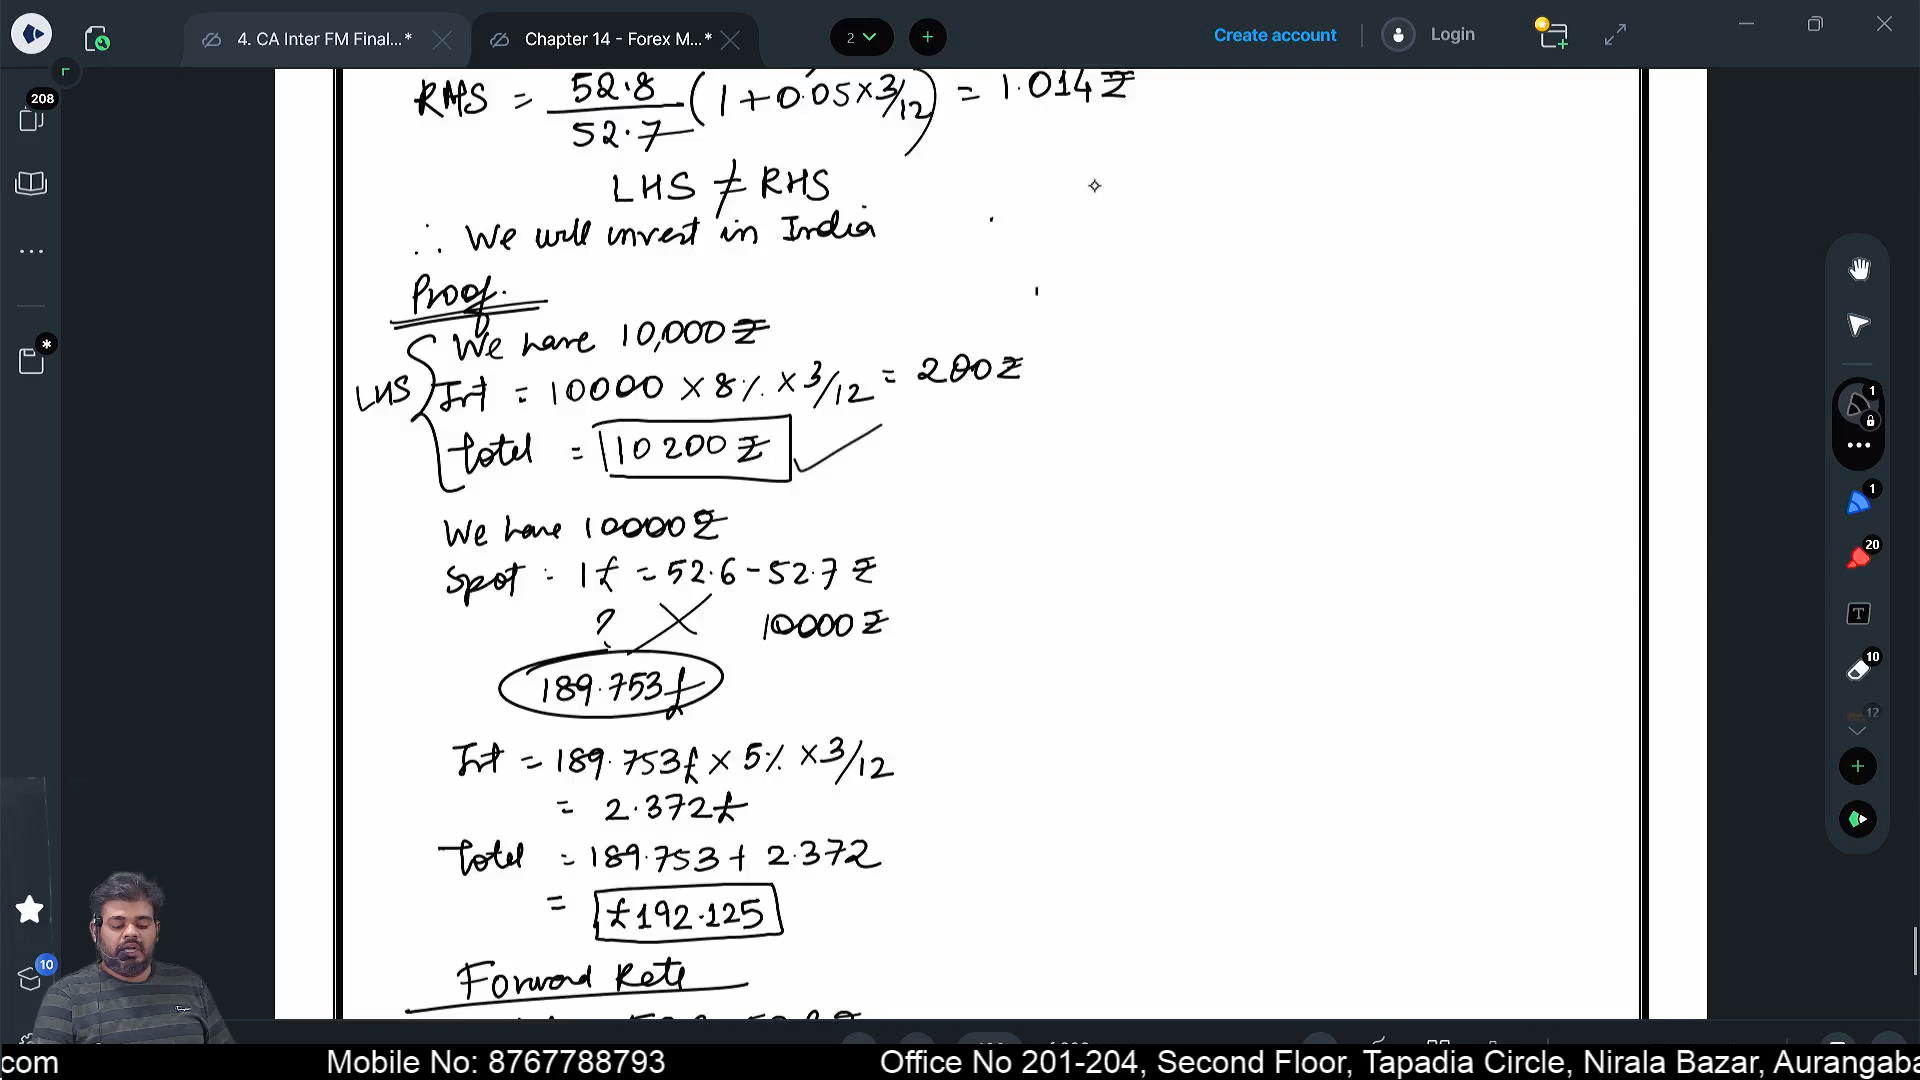 4. CA Inter FM Final...*
Chapter 14 - Forex M...*
2
Create account
Login
208
RHS = 52.8/52.7 (1 + 0.05 × 3/12) = 1.014 ₹
LHS ≠ RHS
∴ We will invest in India
Proof.
We have 10,000 ₹
LHS
Int = 10000 × 8% × 3/12 = 200 ₹
Total = 10 200 ₹
We have 10000 ₹
Spot : 1£ = 52.6 - 52.7 ₹
? 10000 ₹
189.753£
Int = 189.753£ × 5% × 3/12
= 2.372£
Total = 189.753 + 2.372
= £192.125
Forward Rate
1
1
20
T
10
12
10
com
Mobile No: 8767788793
Office No 201-204, Second Floor, Tapadia Circle, Nirala Bazar, Aurangaba